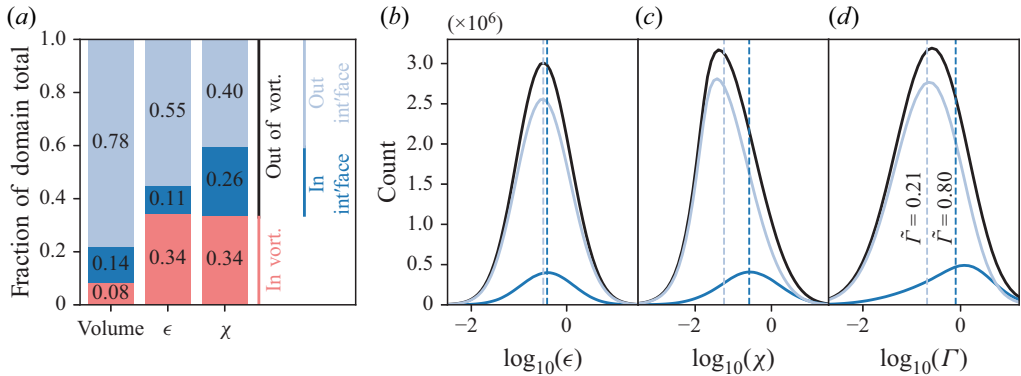 (a)
(b)
(c)
(d)
(×10⁶)
Fraction of domain total
1.0
0.8
0.6
0.4
0.2
0
0.78
0.14
0.08
0.55
0.11
0.34
0.40
0.26
0.34
Volume
ϵ
χ
Out of vort.
In vort.
Out
int'face
In
int'face
Count
3.0
2.5
2.0
1.5
1.0
0.5
0
−2
0
log₁₀(ϵ)
−2
0
log₁₀(χ)
Γ̃ = 0.21
Γ̃ = 0.80
−2
0
log₁₀(Γ)